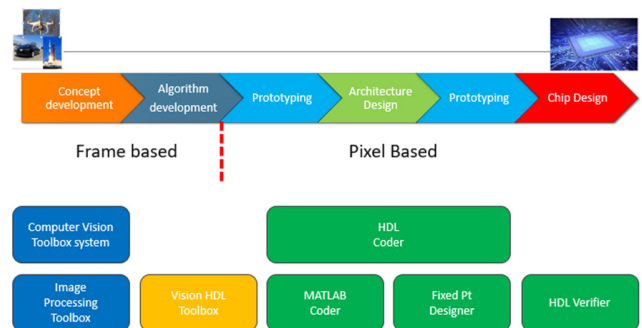 Concept
development
Algorithm
development
Prototyping
Architecture
Design
Prototyping
Chip Design
Frame based
Pixel Based
Computer Vision
Toolbox system
HDL
Coder
Image
Processing
Toolbox
Vision HDL
Toolbox
MATLAB
Coder
Fixed Pt
Designer
HDL Verifier